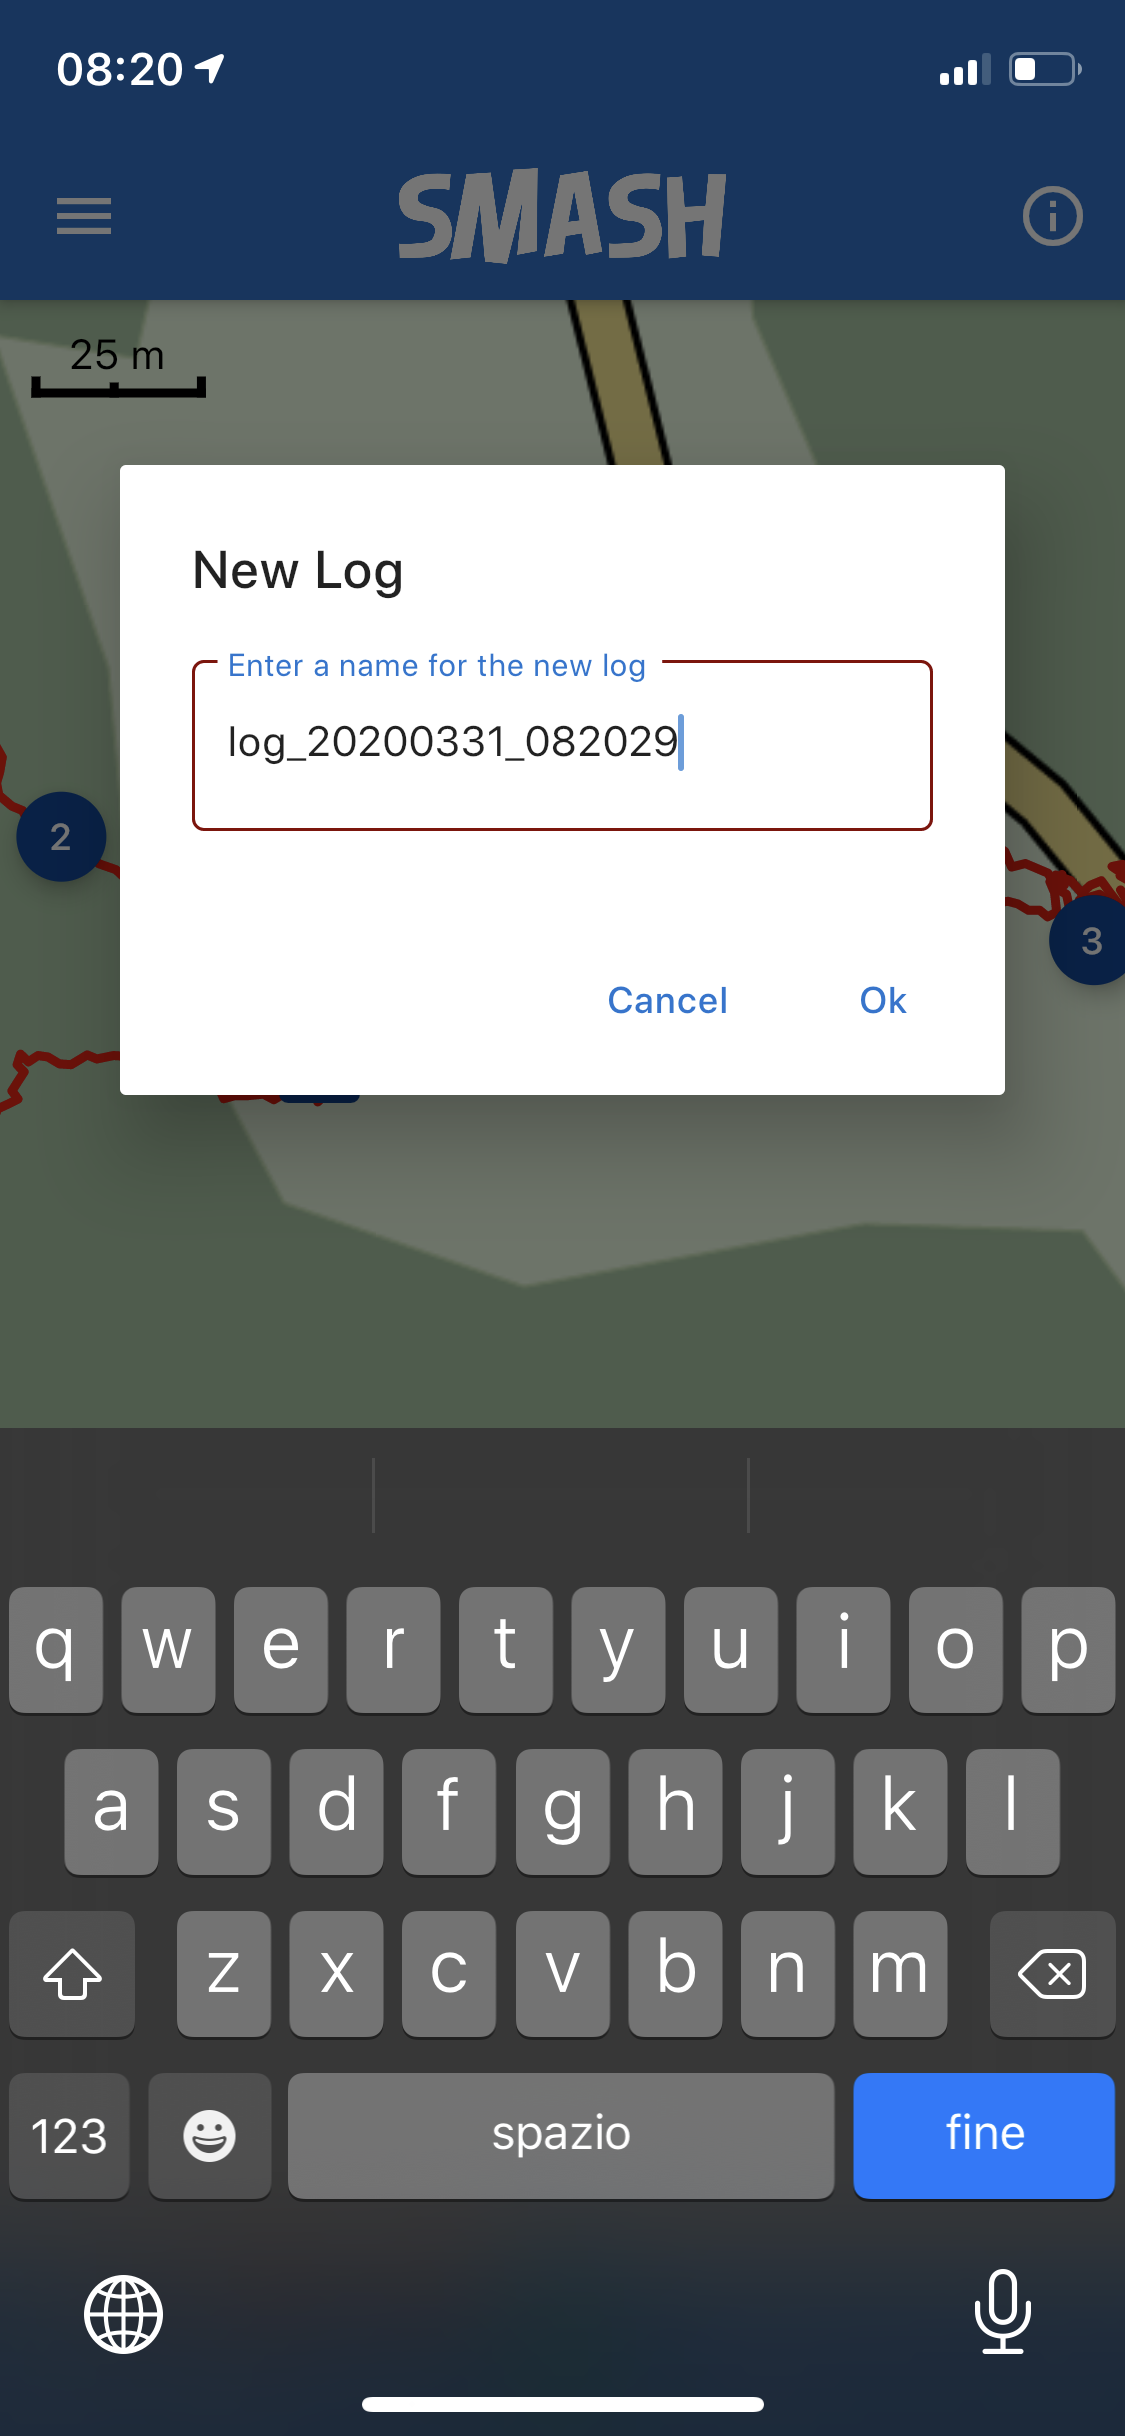 08:20
SMASH
25 m
New Log
Enter a name for the new log
log_20200331_082029
2
3
Cancel
Ok
q w e r t y u i o p
a s d f g h j k l
z x c v b n m
123 spazio fine